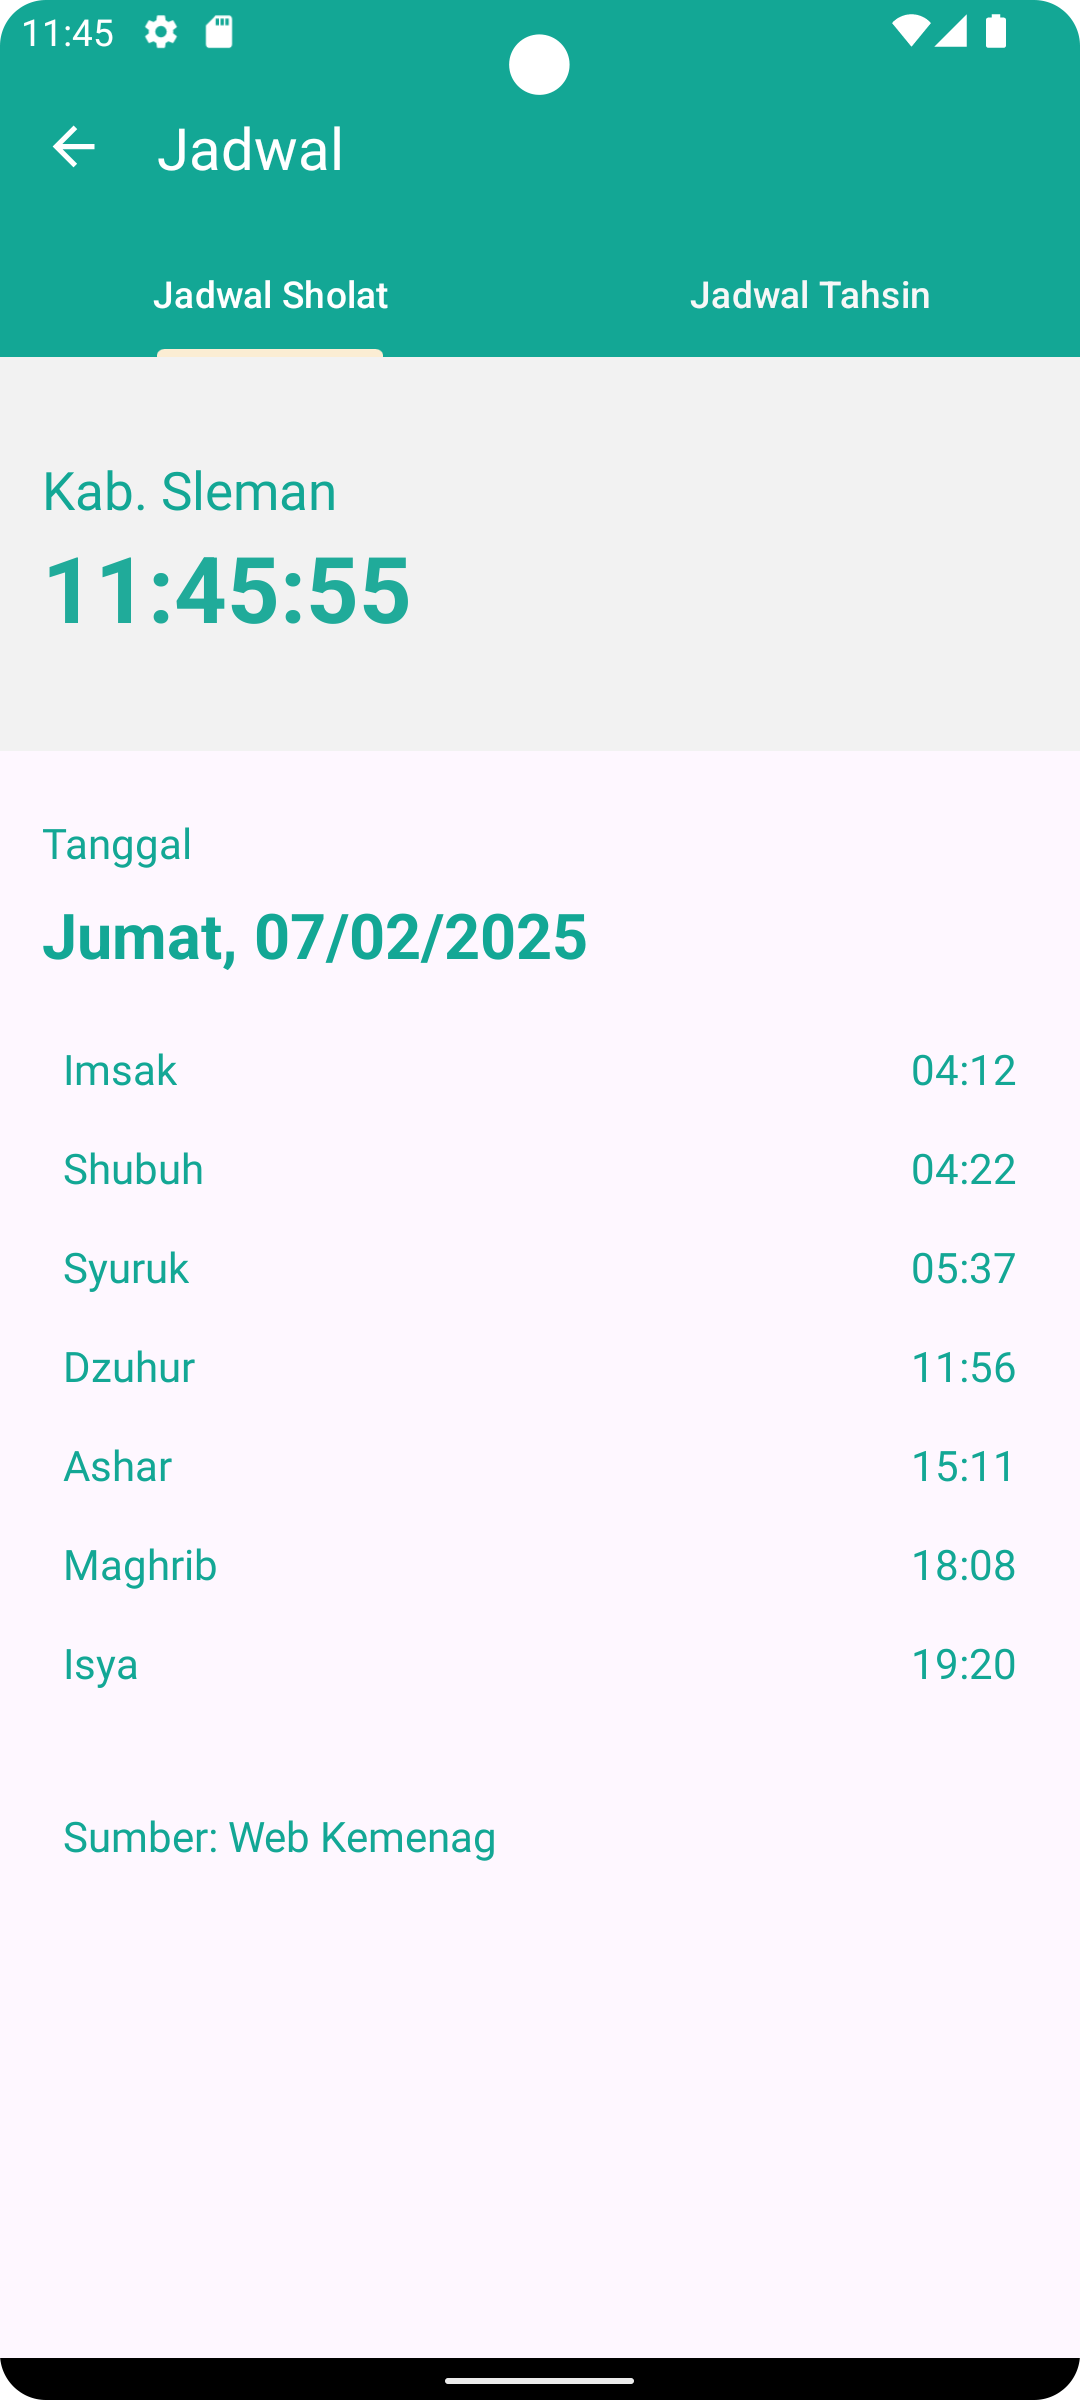 11:45
Jadwal
Jadwal Sholat Jadwal Tahsin
Kab. Sleman
11:45:55
Tanggal
Jumat, 07/02/2025
Imsak 04:12
Shubuh 04:22
Syuruk 05:37
Dzuhur 11:56
Ashar 15:11
Maghrib 18:08
Isya 19:20
Sumber: Web Kemenag